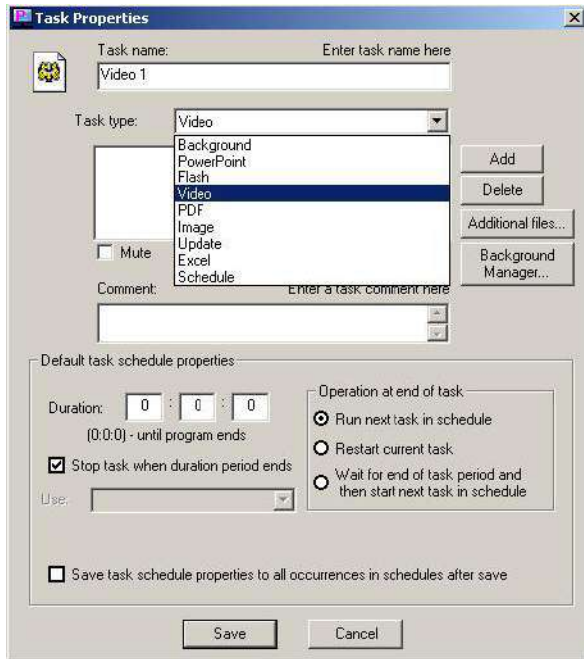 Task Properties
Task name: Enter task name here
Video 1
Task type: Video
Background
PowerPoint
Flash
Video
PDF
Image
Update
Excel
Schedule
Add
Delete
Additional files...
Background
Manager...
Mute
Comment: Enter a task comment here
Default task schedule properties
Duration: 0 : 0 : 0
(0:0:0) - until program ends
Stop task when duration period ends
Use:
Operation at end of task
Run next task in schedule
Restart current task
Wait for end of task period and
then start next task in schedule
Save task schedule properties to all occurrences in schedules after save
Save Cancel